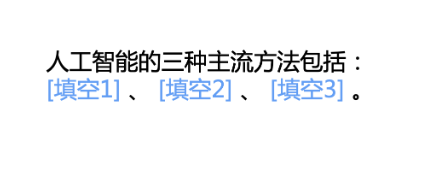 人工智能的三种主流方法包括：
[填空1] 、 [填空2] 、 [填空3] 。